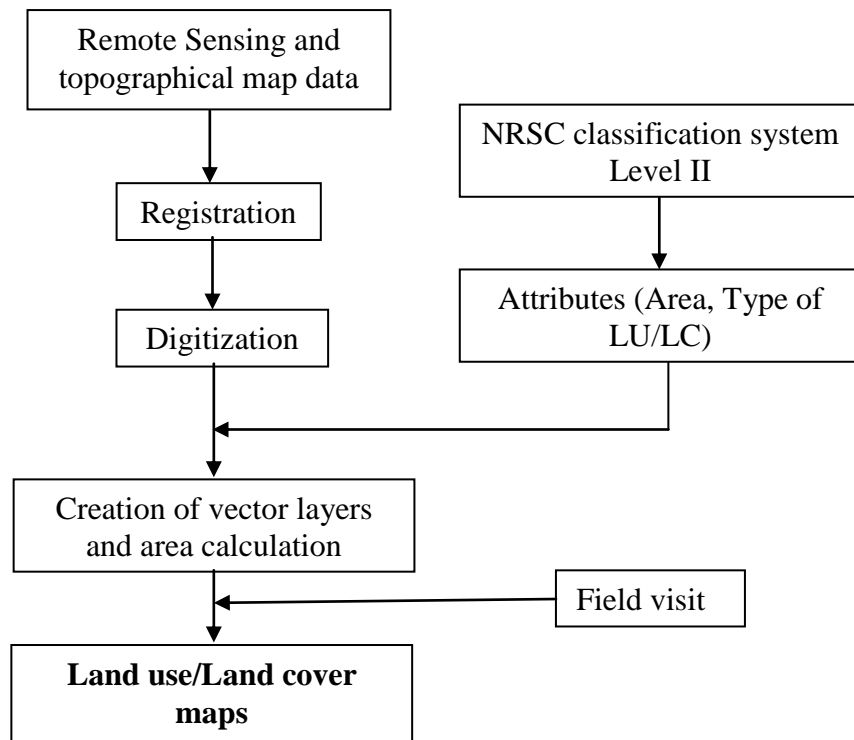 Remote Sensing and
topographical map data
NRSC classification system
Level II
Registration
Attributes (Area, Type of
LU/LC)
Digitization
Creation of vector layers
and area calculation
Field visit
Land use/Land cover
maps